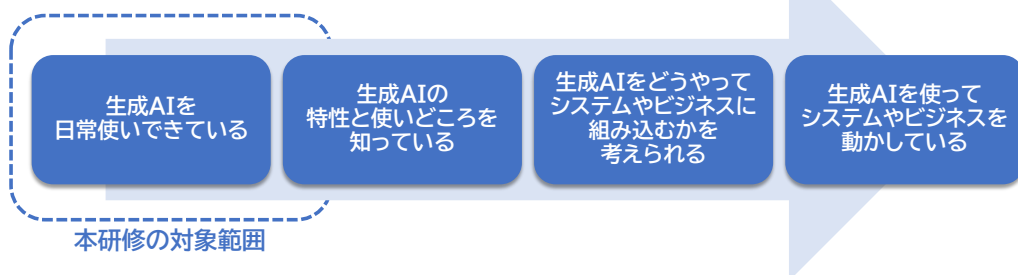 生成AIを
日常使いできている
生成AIの
特性と使いどころを
知っている
生成AIをどうやって
システムやビジネスに
組み込むかを
考えられる
生成AIを使って
システムやビジネスを
動かしている
本研修の対象範囲